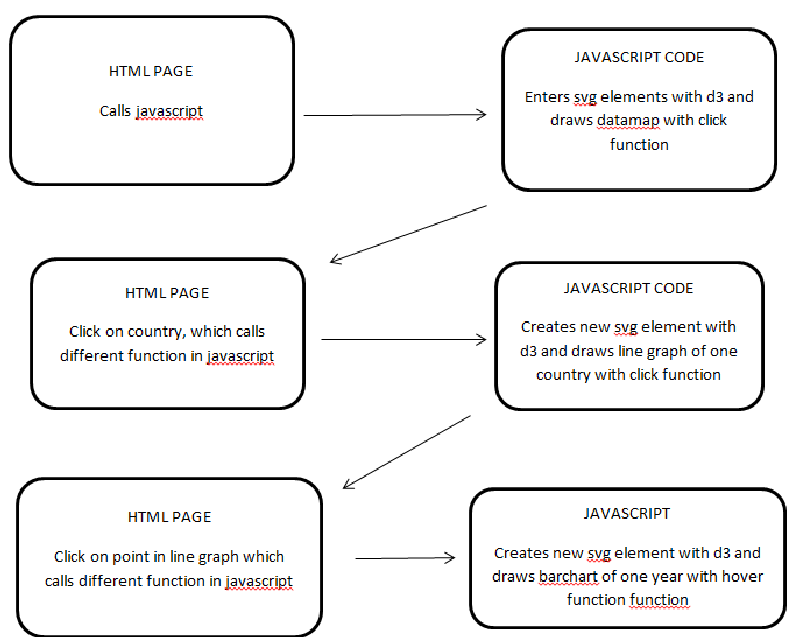 HTML PAGE
Calls javascript
JAVASCRIPT CODE
Enters svg elements with d3 and
draws datamap with click
function
HTML PAGE
Click on country, which calls
different function in javascript
JAVASCRIPT CODE
Creates new svg element with
d3 and draws line graph of one
country with click function
HTML PAGE
Click on point in line graph which
calls different function in javascript
JAVASCRIPT
Creates new svg element with d3 and
draws barchart of one year with hover
function function